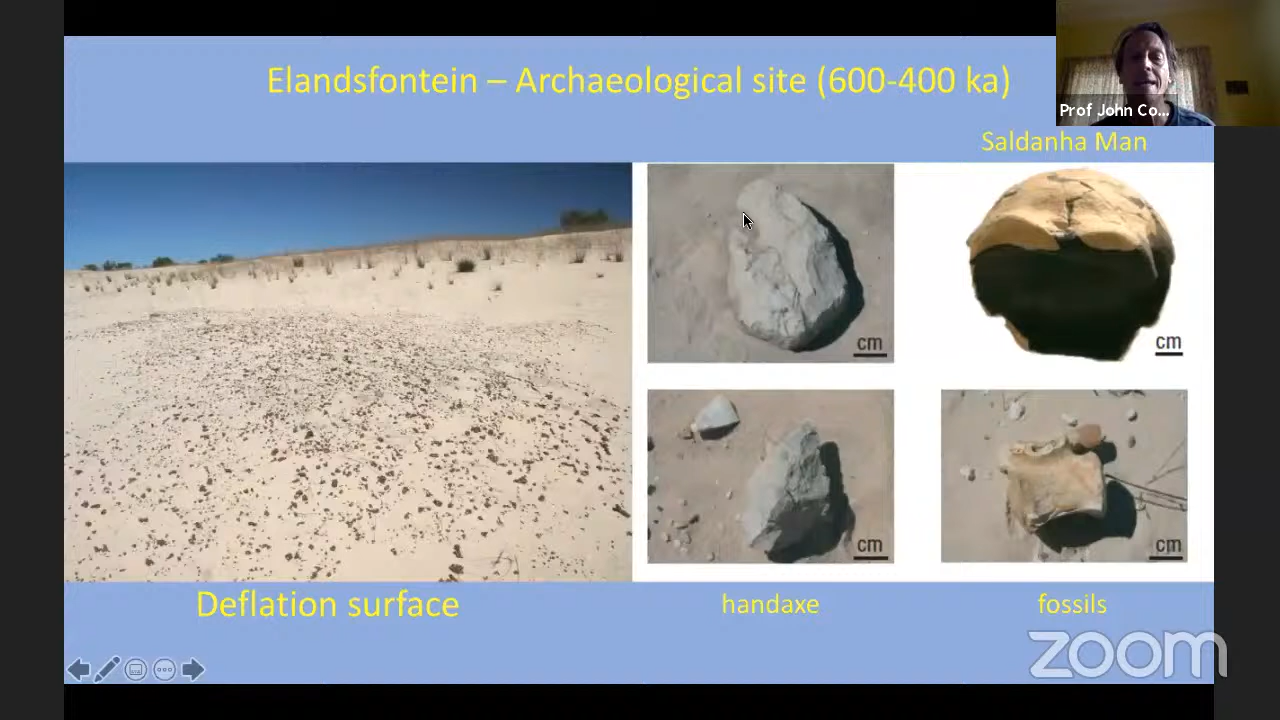 Elandsfontein – Archaeological site (600-400 ka)
Prof John Co...
Saldanha Man
cm
cm
cm
cm
Deflation surface
handaxe
fossils
zoom